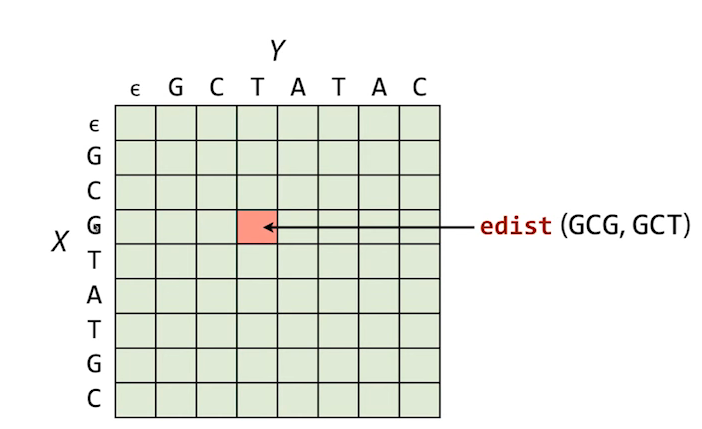 Y
ϵ G C T A T A C
ϵ
G
C
G
X
T
A
T
G
C
edist (GCG, GCT)